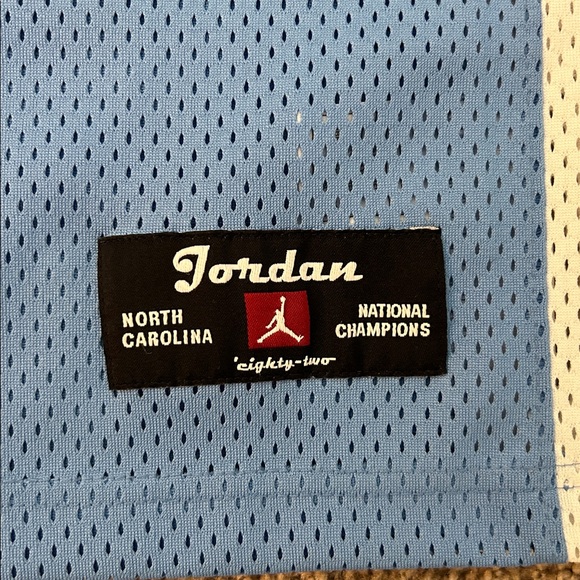 Jordan
NORTH CAROLINA
NATIONAL CHAMPIONS
'eighty-two